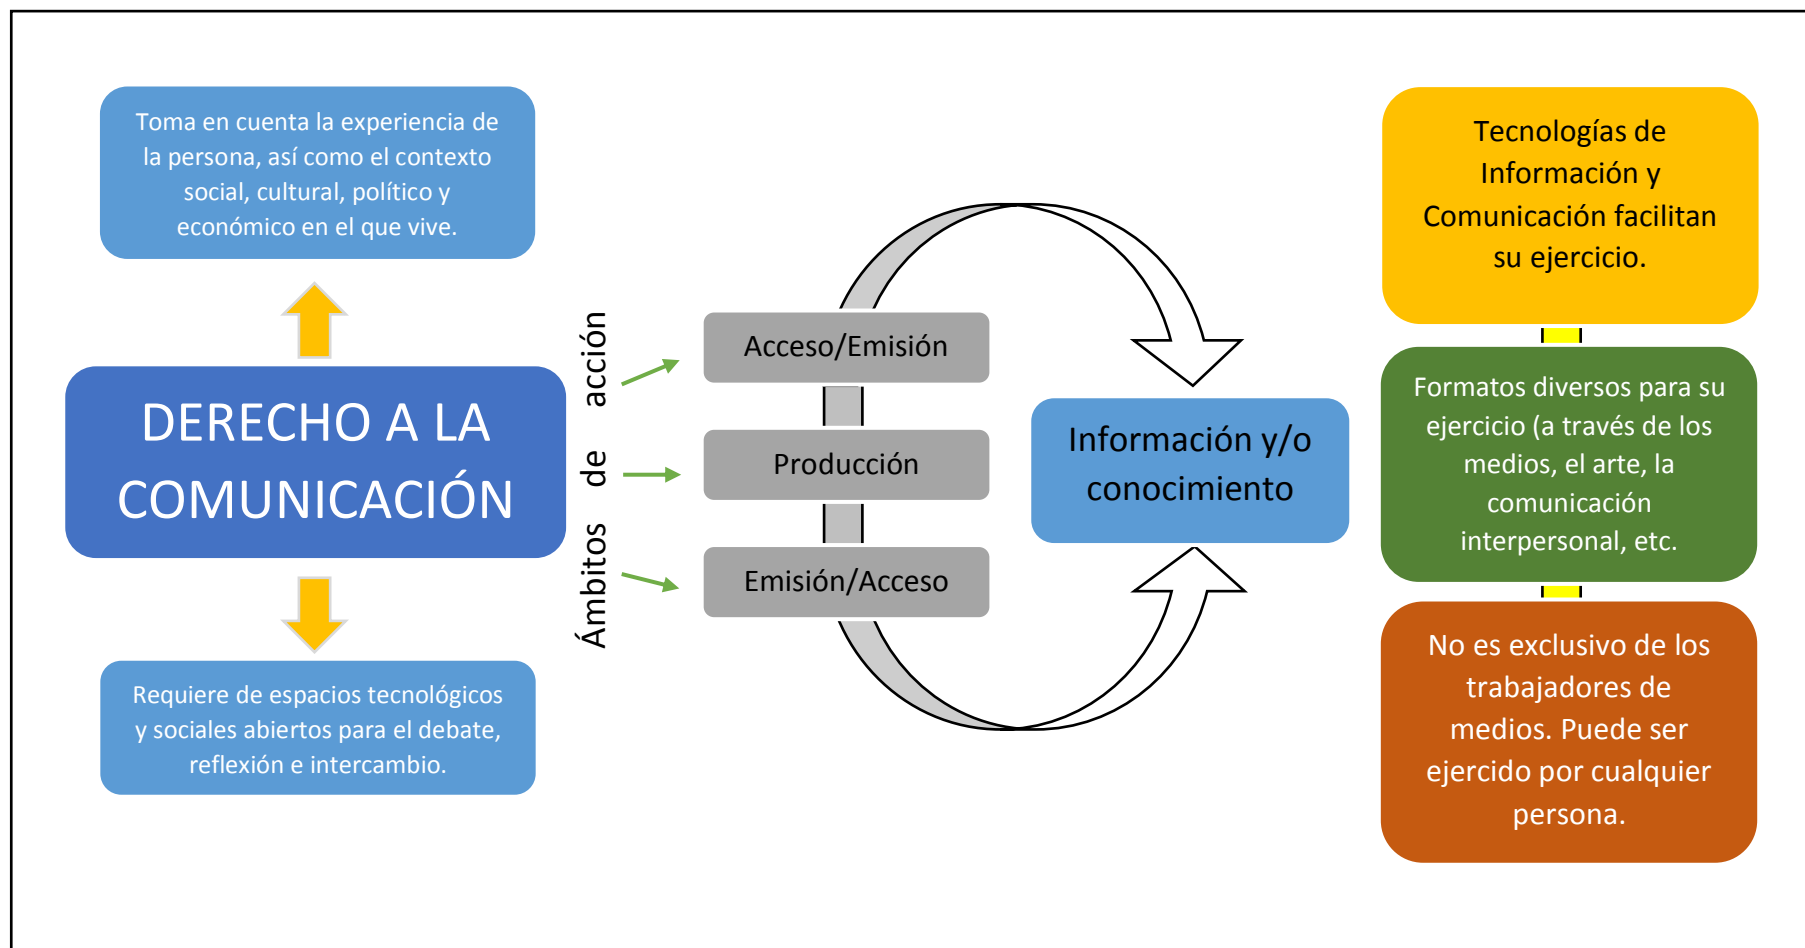 Toma en cuenta la experiencia de
la persona, así como el contexto
social, cultural, político y
económico en el que vive.
DERECHO A LA
COMUNICACIÓN
Requiere de espacios tecnológicos
y sociales abiertos para el debate,
reflexión e intercambio.
Ámbitos de acción
Acceso/Emisión
Producción
Emisión/Acceso
Información y/o
conocimiento
Tecnologías de
Información y
Comunicación facilitan
su ejercicio.
Formatos diversos para su
ejercicio (a través de los
medios, el arte, la
comunicación
interpersonal, etc.
No es exclusivo de los
trabajadores de
medios. Puede ser
ejercido por cualquier
persona.